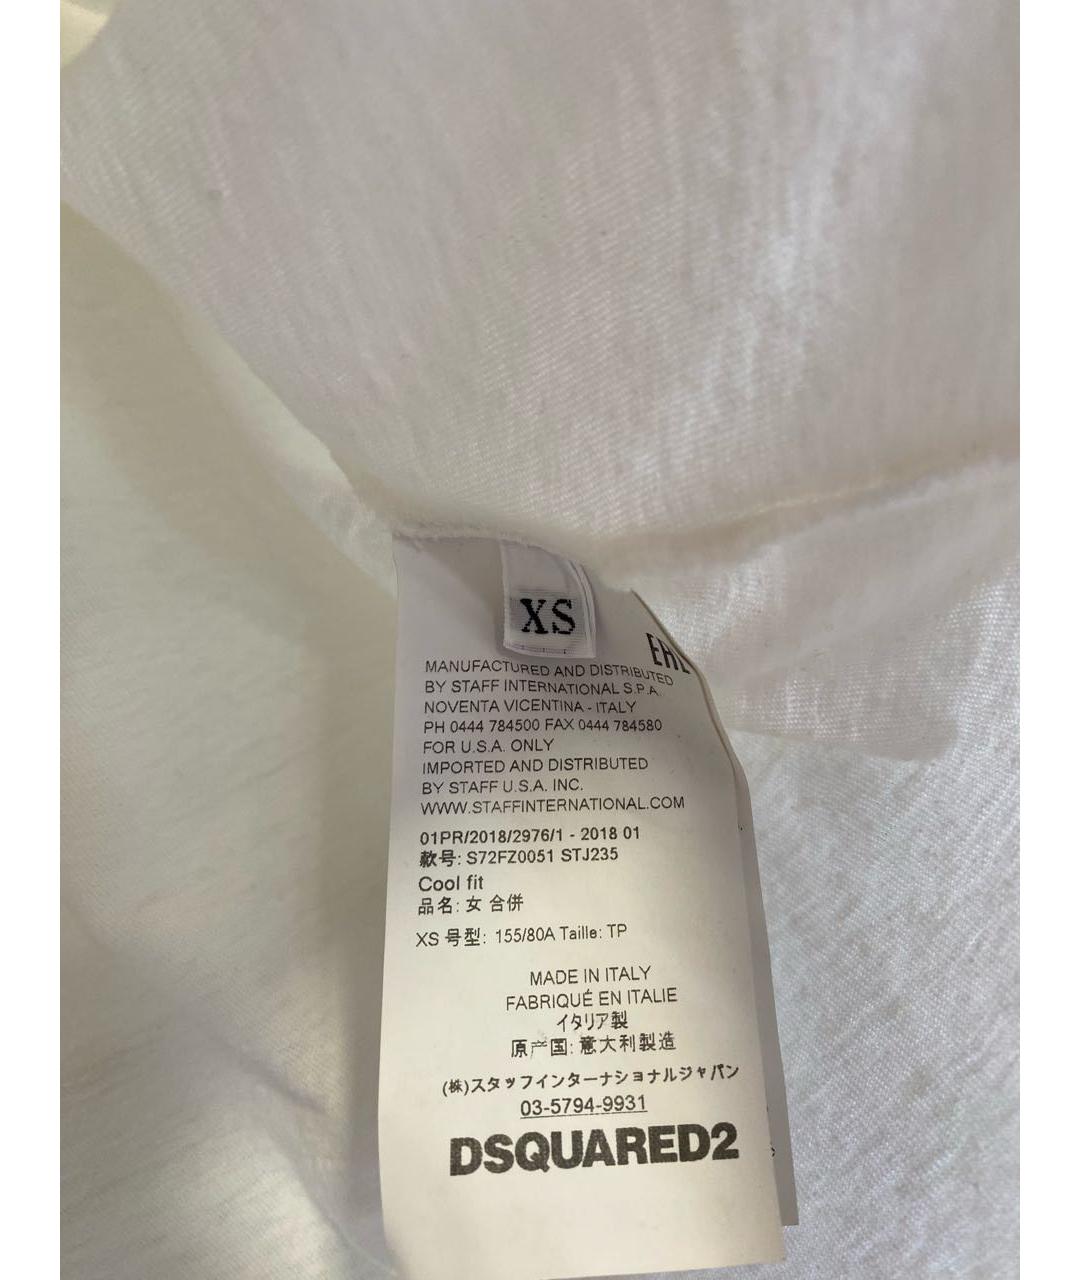 XS
MANUFACTURED AND DISTRIBUTED
BY STAFF INTERNATIONAL S.P.A.
NOVENTA VICENTINA - ITALY
PH 0444 784500 FAX 0444 784580
FOR U.S.A. ONLY
IMPORTED AND DISTRIBUTED
BY STAFF U.S.A. INC.
WWW.STAFFINTERNATIONAL.COM
01PR/2018/2976/1 - 2018 01
款号: S72FZ0051 STJ235
Cool fit
品名: 女 合併
XS 号型: 155/80A Taille: TP
MADE IN ITALY
FABRIQUÉ EN ITALIE
イタリア製
原产国: 意大利製造
(株)スタッフインターナショナルジャパン
03-5794-9931
DSQUARED2